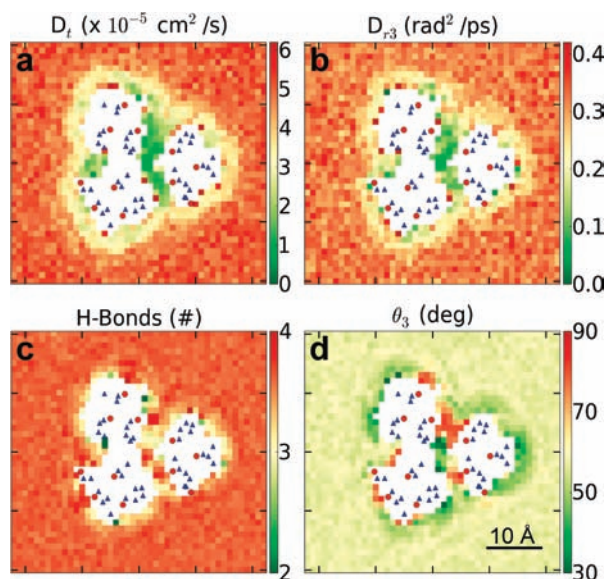 D_t (x 10^-5 cm^2 /s)
a
6
5
4
3
2
1
0
D_r3 (rad^2 /ps)
b
0.4
0.3
0.2
0.1
0.0
H-Bonds (#)
c
4
3
2
θ_3 (deg)
d
90
70
50
30
10 Å